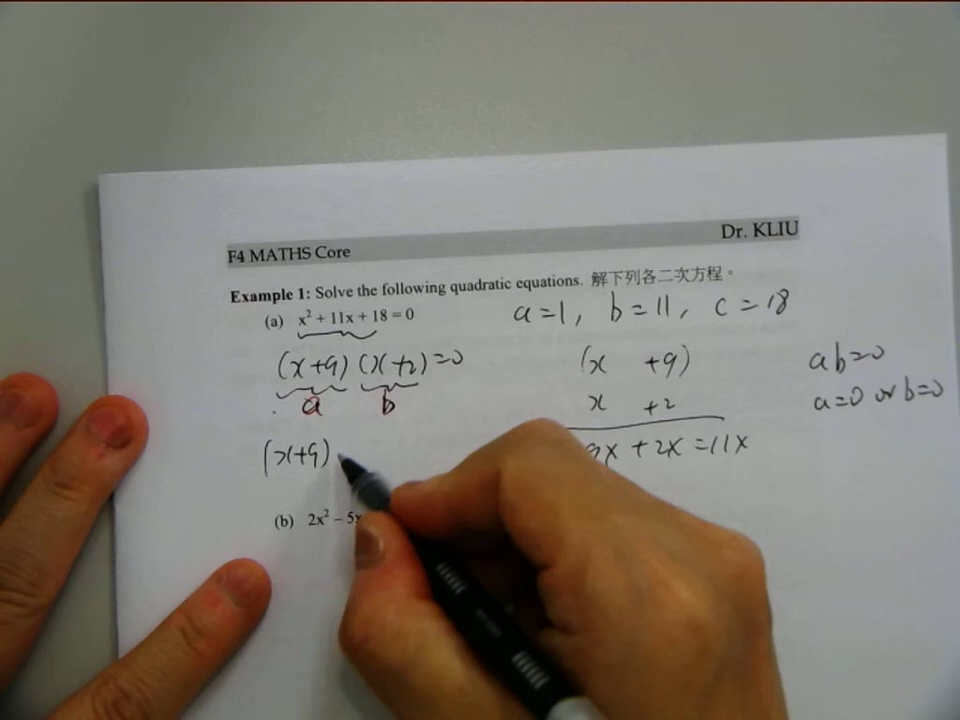 F4 MATHS Core Dr. KLIU
Example 1: Solve the following quadratic equations. 解下列各二次方程。
(a) x² + 11x + 18 = 0
a=1, b=11, c=18
(x+9)(x+2)=0
a b
(x +9)
x +2
9x +2x =11x
ab=0
a=0 or b=0
(x+9)
(b) 2x² – 5x